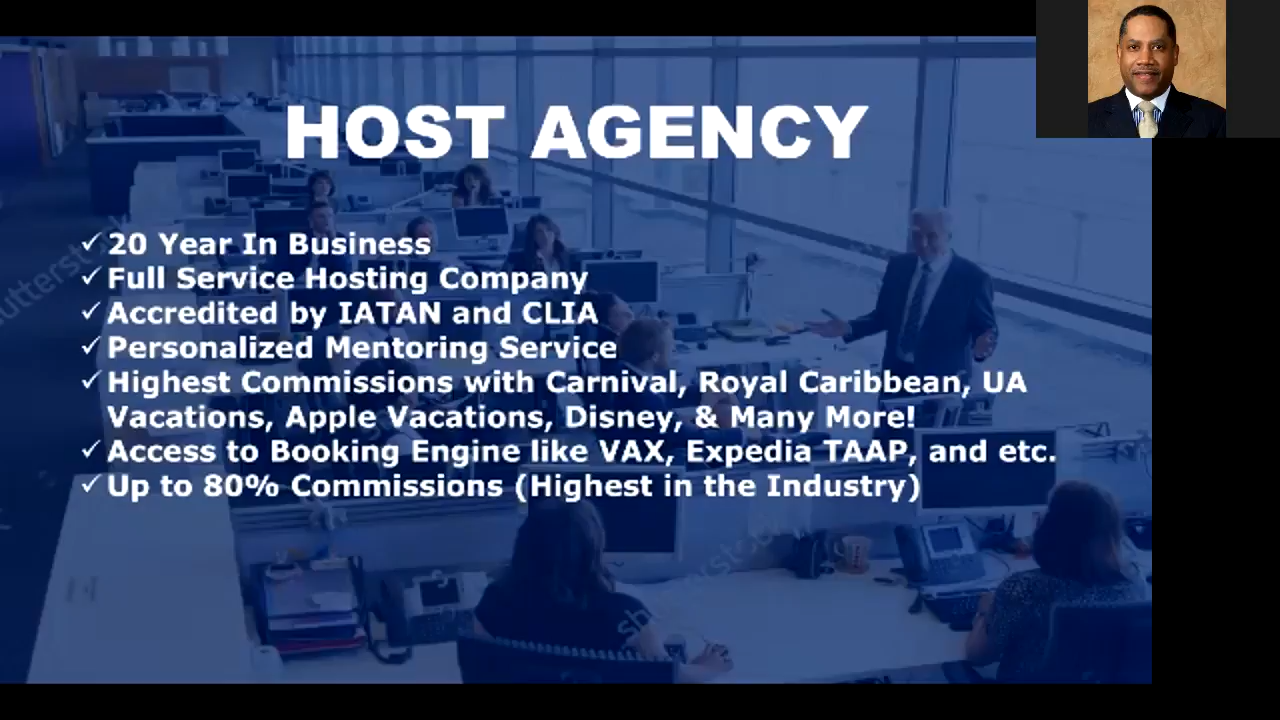 HOST AGENCY
✓20 Year In Business
✓Full Service Hosting Company
✓Accredited by IATAN and CLIA
✓Personalized Mentoring Service
✓Highest Commissions with Carnival, Royal Caribbean, UA
Vacations, Apple Vacations, Disney, & Many More!
✓Access to Booking Engine like VAX, Expedia TAAP, and etc.
✓Up to 80% Commissions (Highest in the Industry)